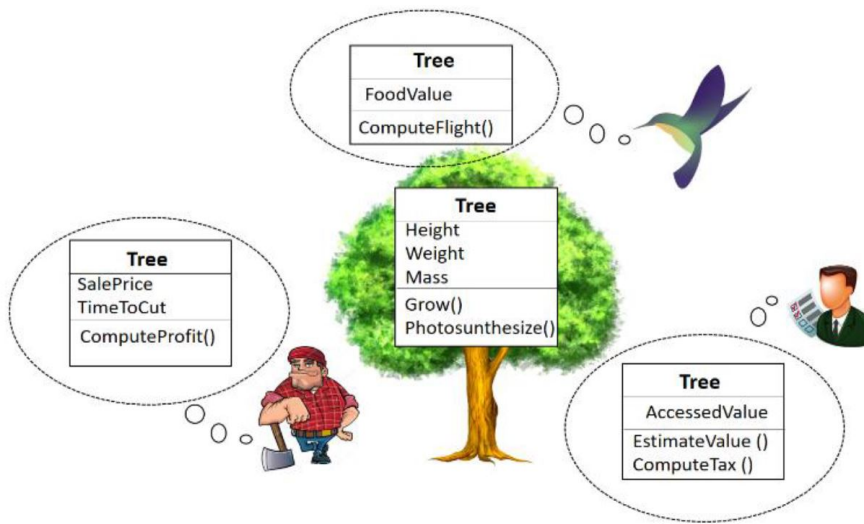 Tree
FoodValue
ComputeFlight()
Tree
Height
Weight
Mass
Grow()
Photosunthesize()
Tree
SalePrice
TimeToCut
ComputeProfit()
Tree
AccessedValue
EstimateValue ()
ComputeTax ()